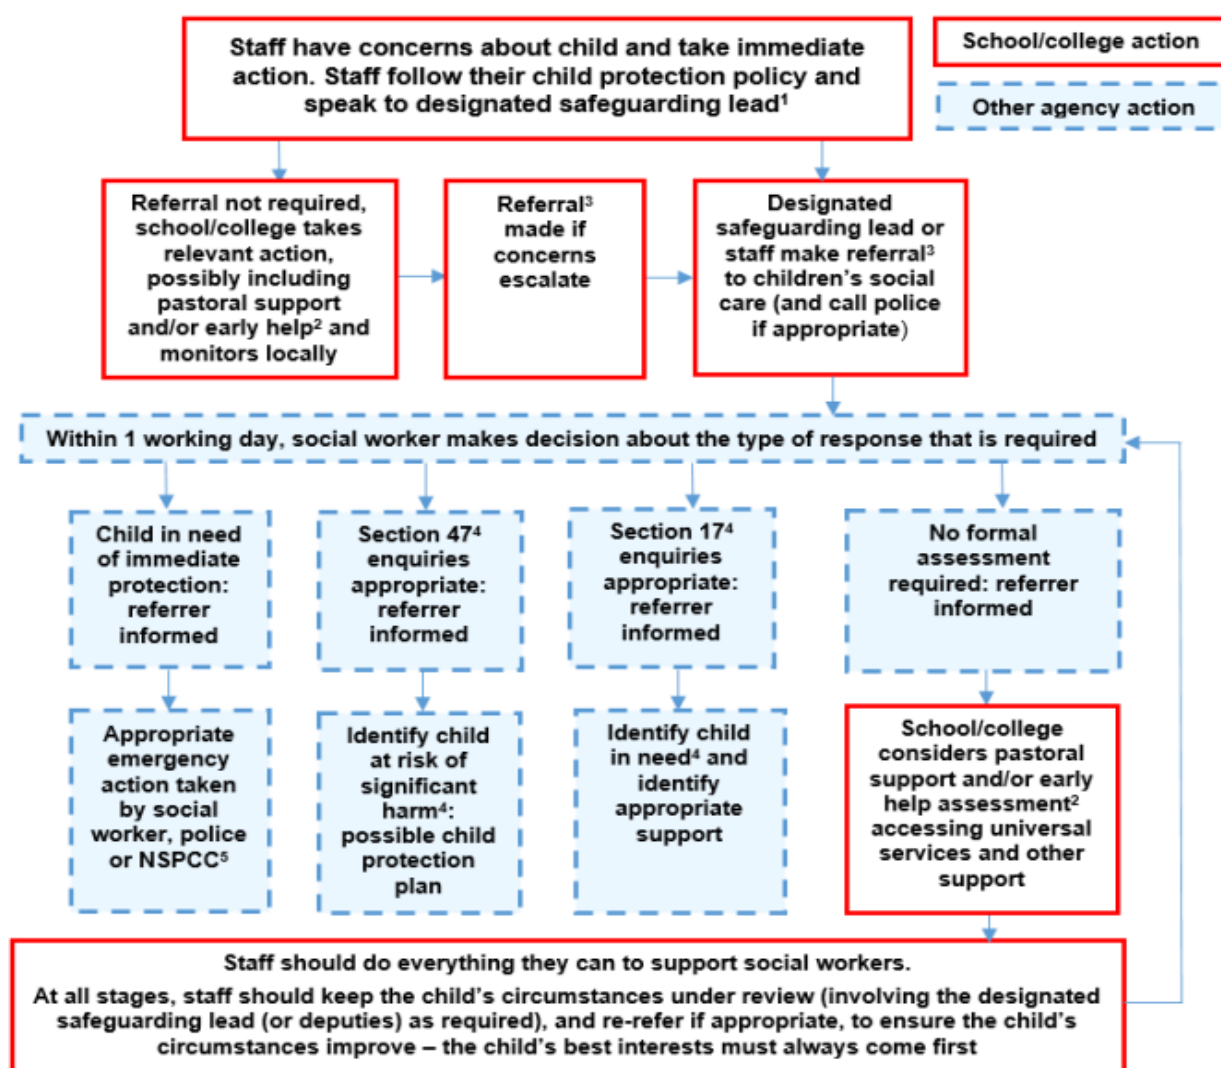 Staff have concerns about child and take immediate
action. Staff follow their child protection policy and
speak to designated safeguarding lead¹
School/college action
Other agency action
Referral not required,
school/college takes
relevant action,
possibly including
pastoral support
and/or early help² and
monitors locally
Referral³
made if
concerns
escalate
Designated
safeguarding lead or
staff make referral³
to children’s social
care (and call police
if appropriate)
Within 1 working day, social worker makes decision about the type of response that is required
Child in need
of immediate
protection:
referrer
informed
Section 47⁴
enquiries
appropriate:
referrer
informed
Section 17⁴
enquiries
appropriate:
referrer
informed
No formal
assessment
required: referrer
informed
Appropriate
emergency
action taken
by social
worker, police
or NSPCC⁵
Identify child
at risk of
significant
harm⁴:
possible child
protection
plan
Identify child
in need⁴ and
identify
appropriate
support
School/college
considers pastoral
support and/or early
help assessment²
accessing universal
services and other
support
Staff should do everything they can to support social workers.
At all stages, staff should keep the child’s circumstances under review (involving the designated
safeguarding lead (or deputies) as required), and re-refer if appropriate, to ensure the child’s
circumstances improve – the child’s best interests must always come first